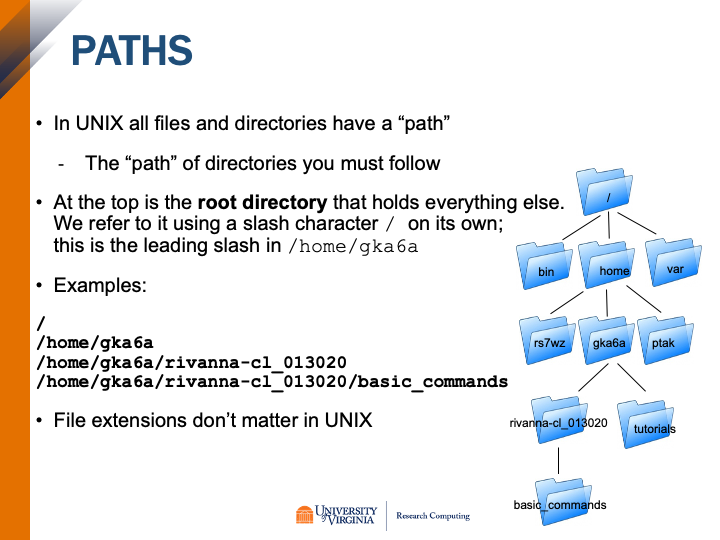 PATHS
• In UNIX all files and directories have a “path”
- The “path” of directories you must follow
• At the top is the root directory that holds everything else.
We refer to it using a slash character / on its own;
this is the leading slash in /home/gka6a
• Examples:
/
/home/gka6a
/home/gka6a/rivanna-cl_013020
/home/gka6a/rivanna-cl_013020/basic_commands
• File extensions don’t matter in UNIX
/
bin
home
var
rs7wz
gka6a
ptak
rivanna-cl_013020
tutorials
basic_commands
UNIVERSITY
of VIRGINIA
Research Computing